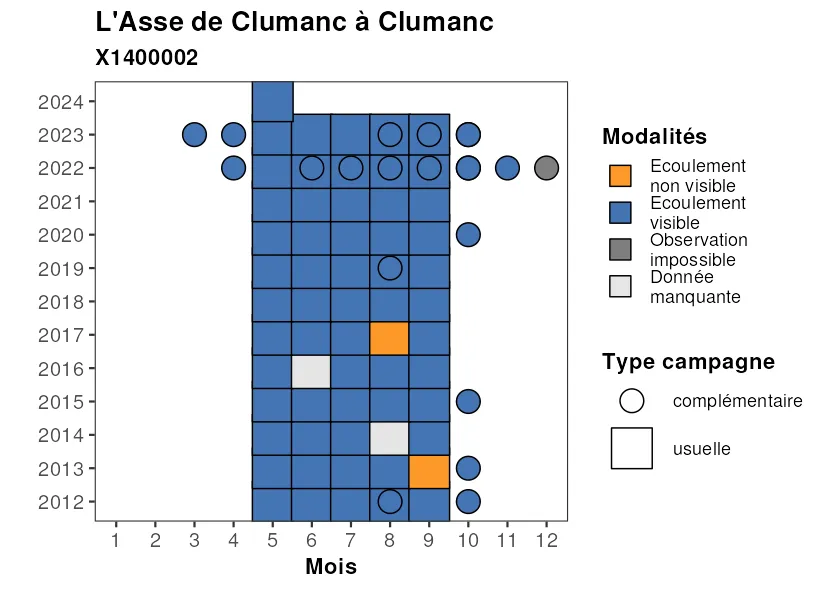 L'Asse de Clumanc à Clumanc
X1400002
2024
2023
2022
2021
2020
2019
2018
2017
2016
2015
2014
2013
2012
1 2 3 4 5 6 7 8 9 10 11 12
Mois
Modalités
Ecoulement
non visible
Ecoulement
visible
Observation
impossible
Donnée
manquante
Type campagne
complémentaire
usuelle